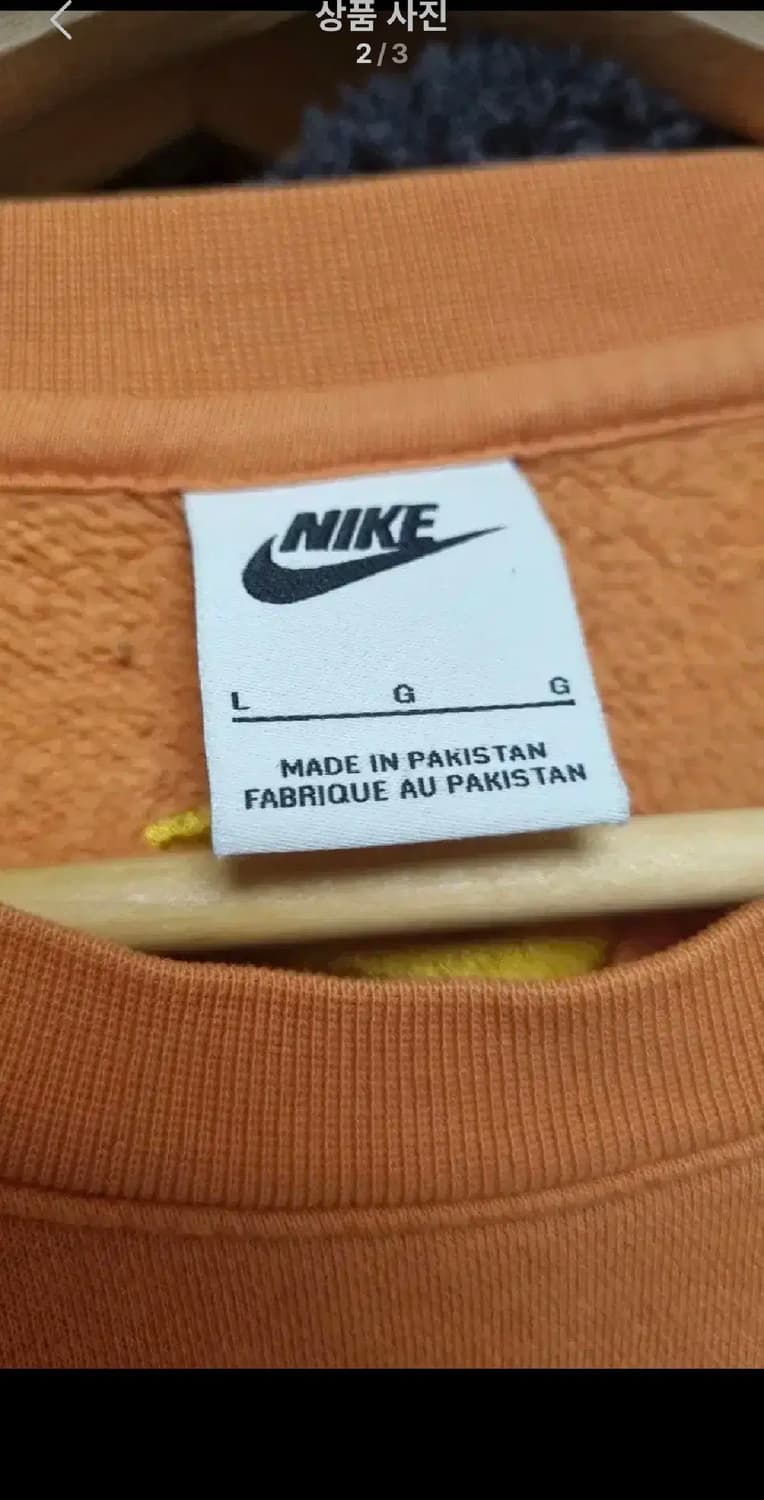 상품 사진
2/3
NIKE
L G G
MADE IN PAKISTAN
FABRIQUE AU PAKISTAN